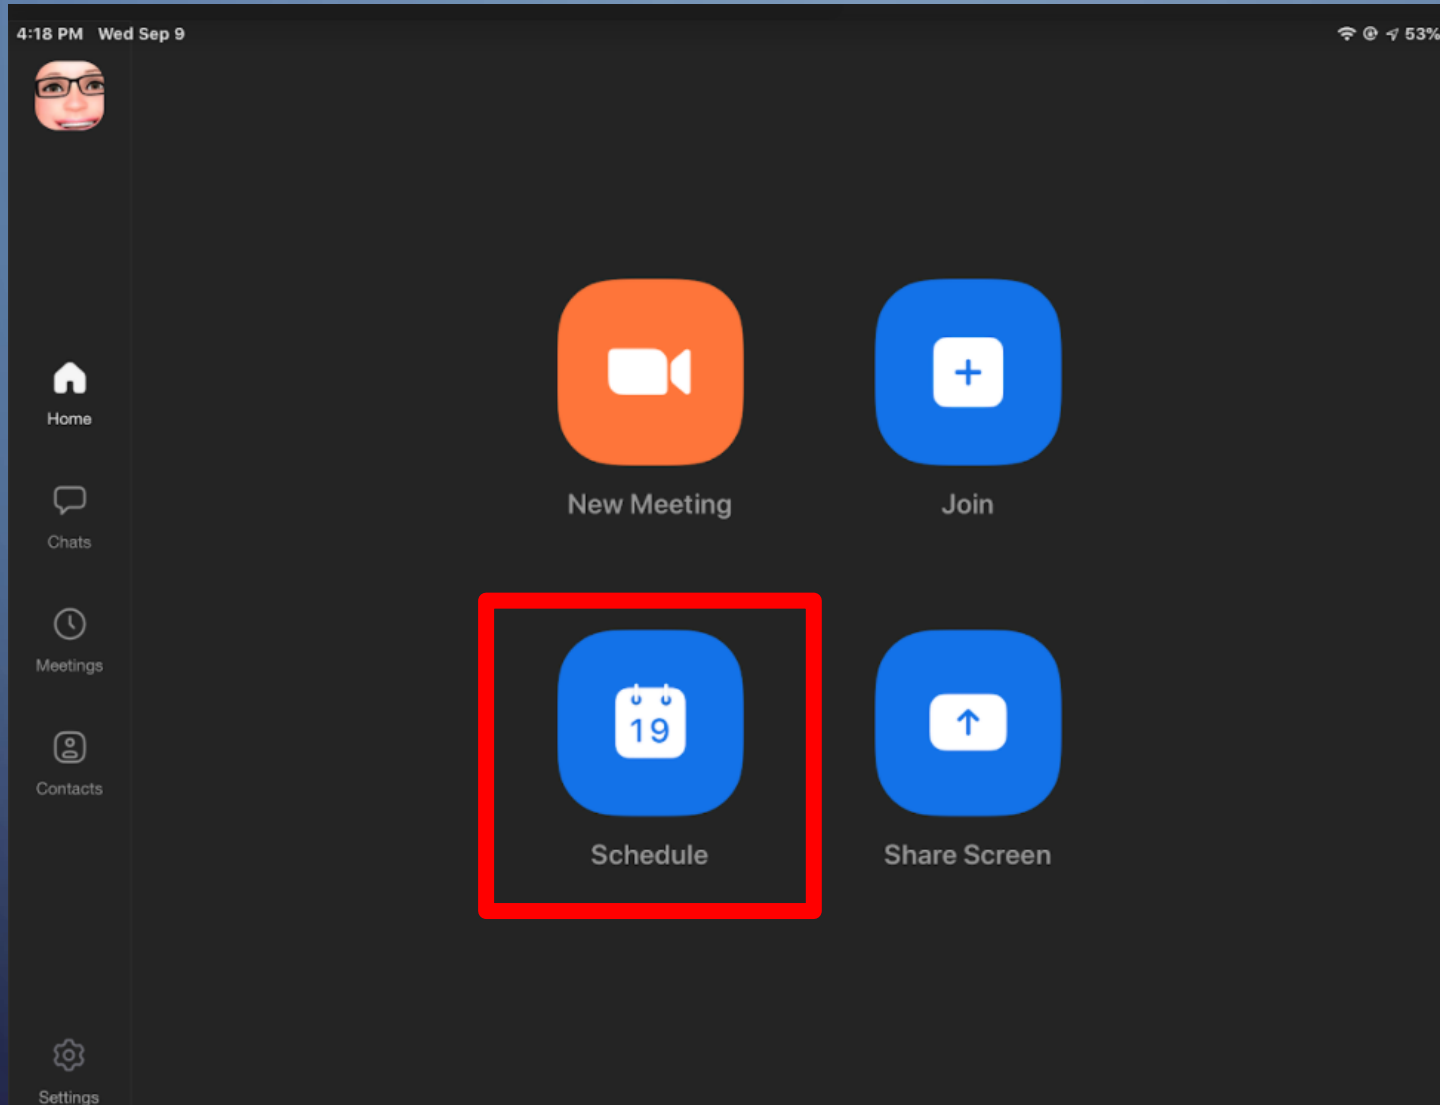 4:18 PM Wed Sep 9
53%
Home
Chats
Meetings
Contacts
Settings
New Meeting
Join
19
Schedule
Share Screen